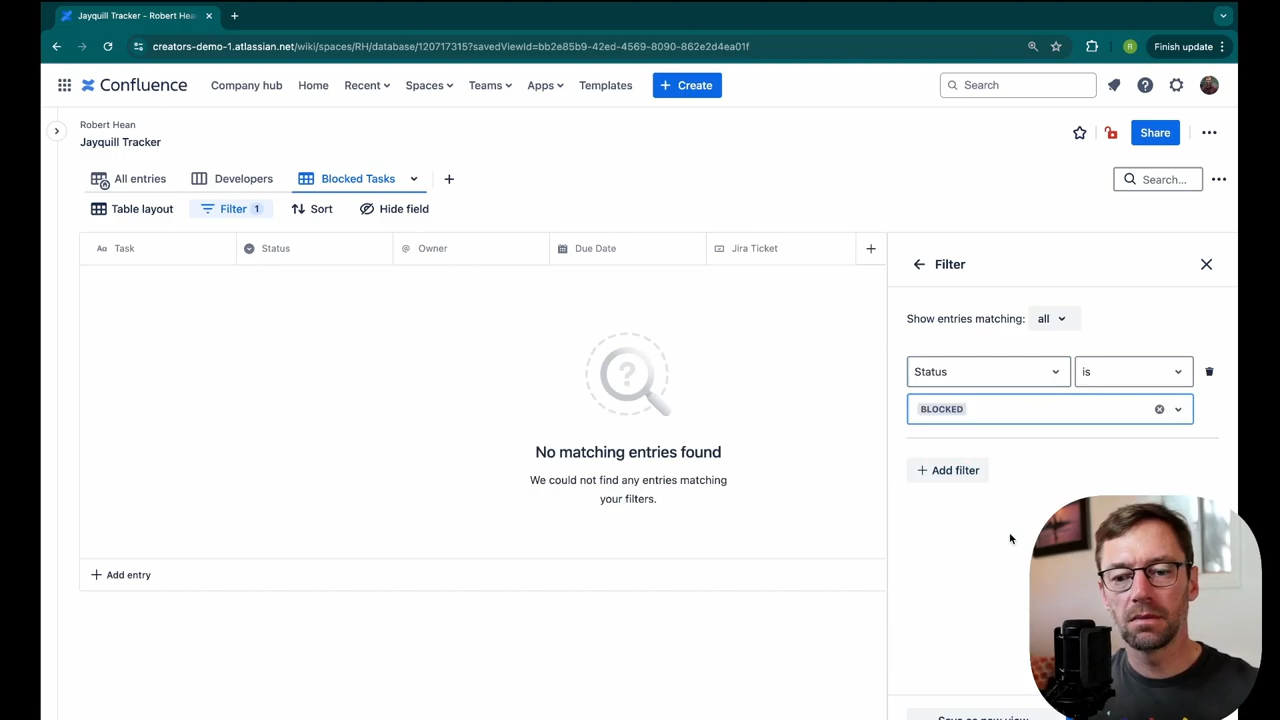 Jayquill Tracker - Robert Hea
creators-demo-1.atlassian.net/wiki/spaces/RH/database/120717315?savedViewId=bb2e85b9-42ed-4569-8090-862e2d4ea01f
R
Finish update
Confluence
Company hub
Home
Recent
Spaces
Teams
Apps
Templates
+ Create
Search
Robert Hean
Jayquill Tracker
Share
All entries
Developers
Blocked Tasks
Search...
Table layout
Filter 1
Sort
Hide field
Aa Task
Status
@ Owner
Due Date
Jira Ticket
Filter
Show entries matching: all
Status
is
BLOCKED
+ Add filter
?
No matching entries found
We could not find any entries matching
your filters.
+ Add entry
Save as new view